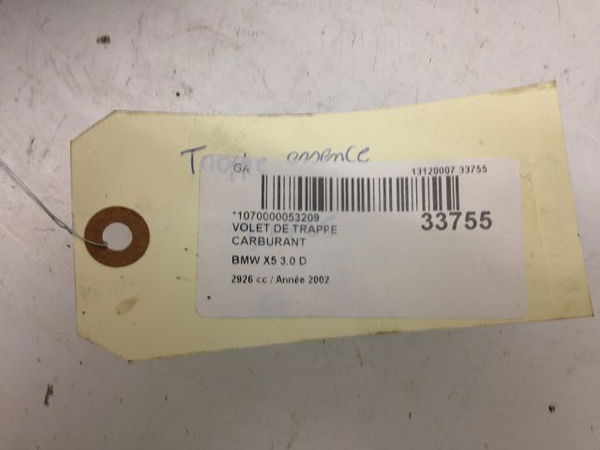 Trappe essence
GA 13120007 33755
*1070000053209
33755
VOLET DE TRAPPE
CARBURANT
BMW X5 3.0 D
2926 cc / Année 2002